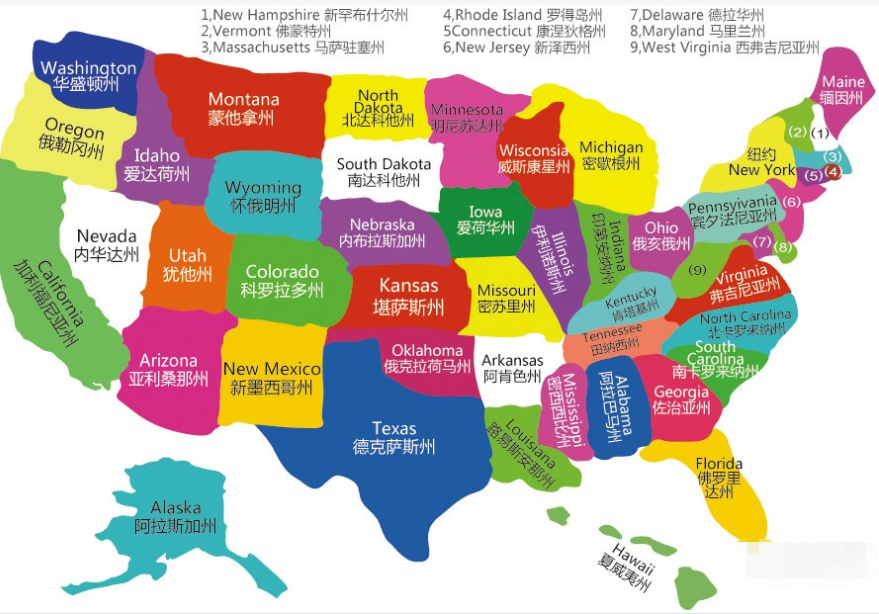 1,New Hampshire 新罕布什尔州
4,Rhode Island 罗得岛州
7,Delaware 德拉华州
2,Vermont 佛蒙特州
5Connecticut 康涅狄格州
8,Maryland 马里兰州
3,Massachusetts 马萨驻塞州
6,New Jersey 新泽西州
9,West Virginia 西弗吉尼亚州
Washington
华盛顿州
Oregon
俄勒冈州
Idaho
爱达荷州
Montana
蒙他拿州
North
Dakota
北达科他州
Minnesota
明尼苏达州
South Dakota
南达科他州
Wyoming
怀俄明州
Wisconsia
威斯康星州
Michigan
密歇根州
Maine
缅因州
(2)
(1)
纽约
New York
(3)
(5)
(4)
Nevada
内华达州
Utah
犹他州
Colorado
科罗拉多州
Nebraska
内布拉斯加州
Iowa
爱荷华州
Illinois
伊利诺斯州
Indiana
印第安纳州
Ohio
俄亥俄州
Pennsyivania
宾夕法尼亚州
(6)
(7)
(8)
(9)
California
加利福尼亚州
Kansas
堪萨斯州
Missouri
密苏里州
Kentucky
肯塔基州
Virginia
弗吉尼亚州
North Carolina
北卡罗来纳州
Tennessee
田纳西州
South
Carolina
南卡罗来纳州
Arizona
亚利桑那州
New Mexico
新墨西哥州
Oklahoma
俄克拉荷马州
Arkansas
阿肯色州
Mississippi
密西西比州
Alabama
阿拉巴马州
Georgia
佐治亚州
Texas
德克萨斯州
Louisiana
路易斯安那州
Florida
佛罗里
达州
Alaska
阿拉斯加州
Hawaii
夏威夷州